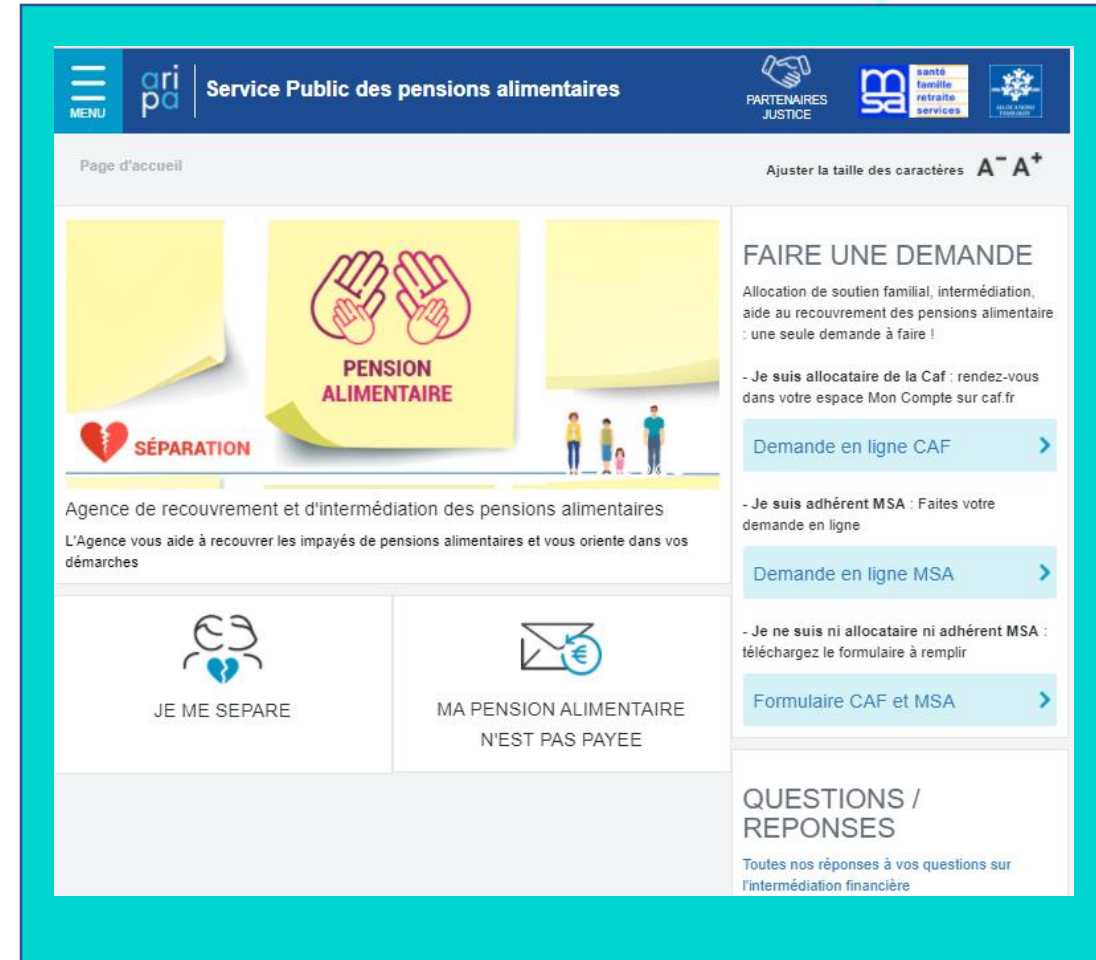 MENU
ari
pa
Service Public des pensions alimentaires
PARTENAIRES
JUSTICE
msa
santé
famille
retraite
services
ALLOCATIONS
FAMILIALES
Page d'accueil
Ajuster la taille des caractères A⁻ A⁺
PENSION
ALIMENTAIRE
SÉPARATION
Agence de recouvrement et d'intermédiation des pensions alimentaires
L'Agence vous aide à recouvrer les impayés de pensions alimentaires et vous oriente dans vos
démarches
JE ME SEPARE
MA PENSION ALIMENTAIRE
N'EST PAS PAYEE
FAIRE UNE DEMANDE
Allocation de soutien familial, intermédiation,
aide au recouvrement des pensions alimentaire
: une seule demande à faire !
- Je suis allocataire de la Caf : rendez-vous
dans votre espace Mon Compte sur caf.fr
Demande en ligne CAF
- Je suis adhérent MSA : Faites votre
demande en ligne
Demande en ligne MSA
- Je ne suis ni allocataire ni adhérent MSA :
téléchargez le formulaire à remplir
Formulaire CAF et MSA
QUESTIONS /
REPONSES
Toutes nos réponses à vos questions sur
l'intermédiation financière